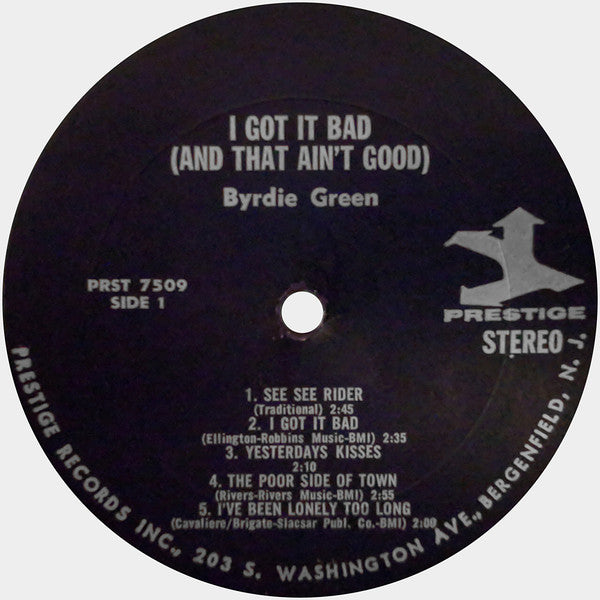 I GOT IT BAD
(AND THAT AIN'T GOOD)
Byrdie Green
PRST 7509
SIDE 1
PRESTIGE
STEREO
1. SEE SEE RIDER
(Traditional) 2:45
2. I GOT IT BAD
(Ellington-Robbins Music-BMI) 2:35
3. YESTERDAYS KISSES
2:10
4. THE POOR SIDE OF TOWN
(Rivers-Rivers Music-BMI) 2:55
5. I'VE BEEN LONELY TOO LONG
(Cavaliere/Brigate-Slacsar Publ. Co.-BMI) 2:00
PRESTIGE RECORDS INC., 203 S. WASHINGTON AVE., BERGENFIELD, N. J.